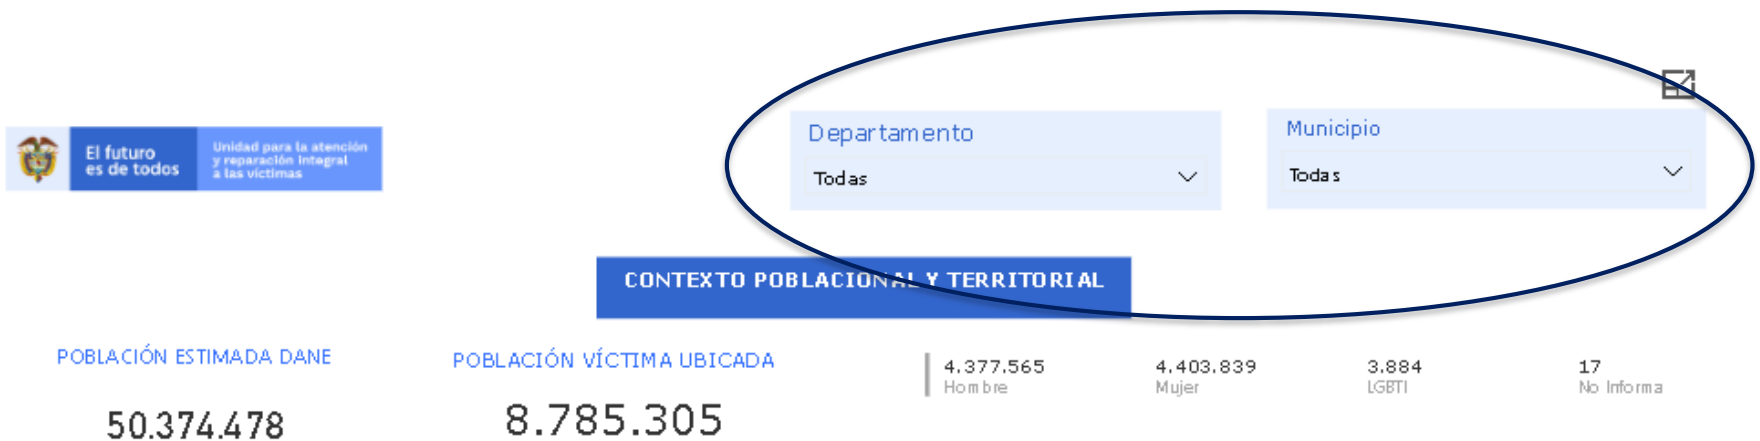 El futuro
es de todos
Unidad para la atención
y reparación integral
a las víctimas
Departamento
Todas
Municipio
Todas
CONTEXTO POBLACIONAL Y TERRITORIAL
POBLACIÓN ESTIMADA DANE
50.374.478
POBLACIÓN VÍCTIMA UBICADA
8.785.305
4.377.565
Hombre
4.403.839
Mujer
3.884
LGBTI
17
No Informa